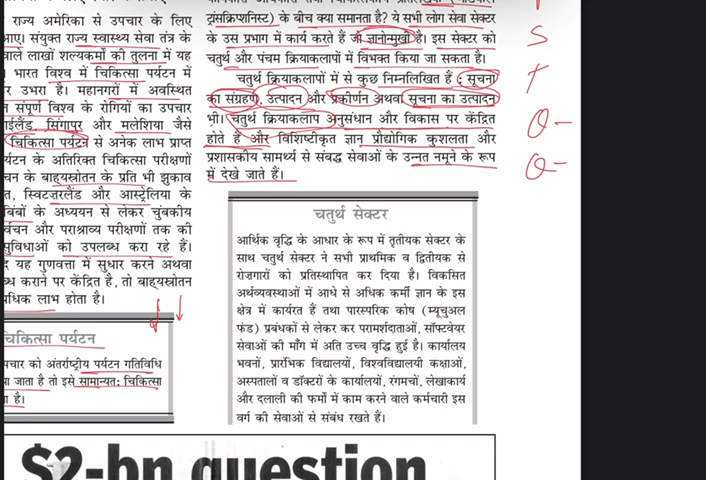 राज्य अमेरिका से उपचार के लिए
आए। संयुक्त राज्य स्वास्थ्य सेवा तंत्र के
वाले लाखों शल्यकर्मों की तुलना में यह
भारत विश्व में चिकित्सा पर्यटन में
र उभरा है। महानगरों में अवस्थित
संपूर्ण विश्व के रोगियों का उपचार
सिंगापुर और मलेशिया जैसे
चिकित्सा पर्यटन से अनेक लाभ प्राप्त
र्यटन के अतिरिक्त चिकित्सा परीक्षणों
चन के बाह्यस्रोतन के प्रति भी झुकाव
त, स्विटज़रलैंड और आस्ट्रेलिया के
बिंबों के अध्ययन से लेकर चुंबकीय
र्वचन और पराश्राव्य परीक्षणों तक की
सुविधाओं को उपलब्ध करा रहे हैं।
यह गुणवत्ता में सुधार करने अथवा
ब्ध कराने पर केंद्रित है, तो बाह्यस्रोतन
धिक लाभ होता है।
चिकित्सा पर्यटन
पचार को अंतर्राष्ट्रीय पर्यटन गतिविधि
या जाता है तो इसे सामान्यतः चिकित्सा
ता है।
ट्रांसक्रिप्शनिस्ट) के बीच क्या समानता है? ये सभी लोग सेवा सेक्टर
के उस प्रभाग में कार्य करते हैं जो ज्ञानोन्मुखी है। इस सेक्टर को
चतुर्थ और पंचम क्रियाकलापों में विभक्त किया जा सकता है।
चतुर्थ क्रियाकलापों में से कुछ निम्नलिखित हैं : सूचना
का संग्रहण, उत्पादन और प्रकीर्णन अथवा सूचना का उत्पादन
भी। चतुर्थ क्रियाकलाप अनुसंधान और विकास पर केंद्रित
होते हैं और विशिष्टीकृत ज्ञान प्रौद्योगिक कुशलता और
प्रशासकीय सामर्थ्य से संबद्ध सेवाओं के उन्नत नमूने के रूप
में देखे जाते हैं।
चतुर्थ सेक्टर
आर्थिक वृद्धि के आधार के रूप में तृतीयक सेक्टर के
साथ चतुर्थ सेक्टर ने सभी प्राथमिक व द्वितीयक से
रोज़गारों को प्रतिस्थापित कर दिया है। विकसित
अर्थव्यवस्थाओं में आधे से अधिक कर्मी ज्ञान के इस
क्षेत्र में कार्यरत हैं तथा पारस्परिक कोष (म्यूचुअल
फंड) प्रबंधकों से लेकर कर परामर्शदाताओं, सॉफ्टवेयर
सेवाओं की माँग में अति उच्च वृद्धि हुई है। कार्यालय
भवनों, प्रारंभिक विद्यालयों, विश्वविद्यालयी कक्षाओं,
अस्पतालों व डॉक्टरों के कार्यालयों, रंगमचों, लेखाकार्य
और दलाली की फर्मों में काम करने वाले कर्मचारी इस
वर्ग की सेवाओं से संबंध रखते हैं।
$2-bn question
S
T
Q-
Q-